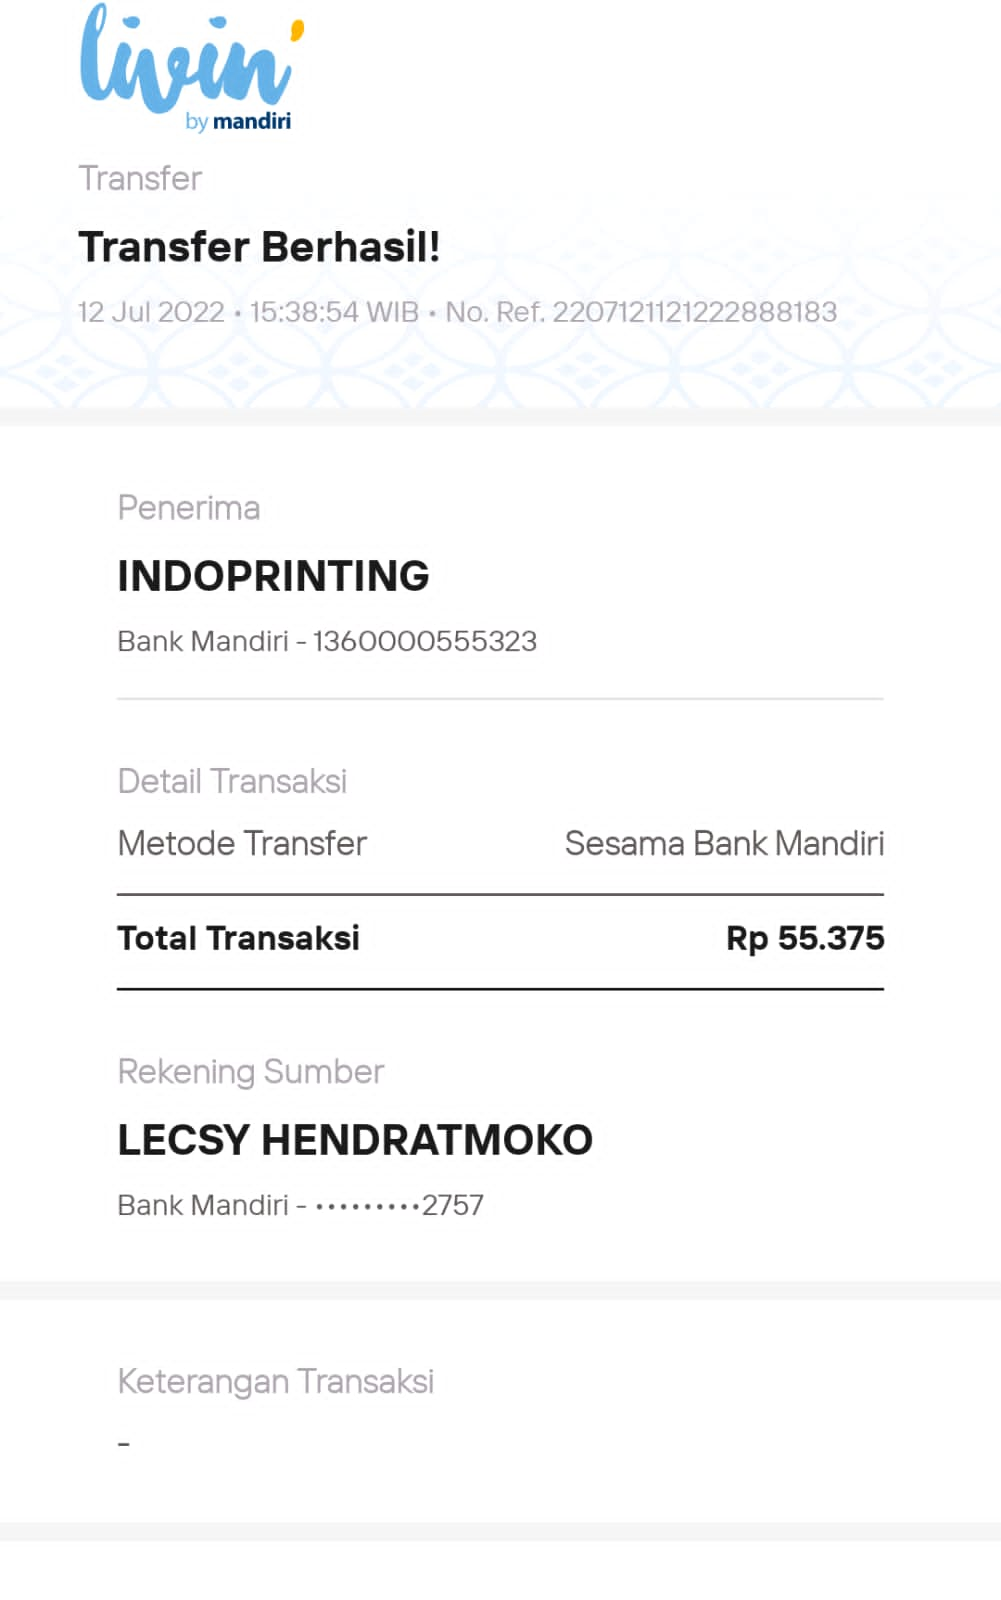 livin'
by mandiri
Transfer
Transfer Berhasil!
12 Jul 2022 • 15:38:54 WIB • No. Ref. 2207121121222888183
Penerima
INDOPRINTING
Bank Mandiri - 1360000555323
Detail Transaksi
Metode Transfer Sesama Bank Mandiri
Total Transaksi Rp 55.375
Rekening Sumber
LECSY HENDRATMOKO
Bank Mandiri - •••••••••2757
Keterangan Transaksi
-